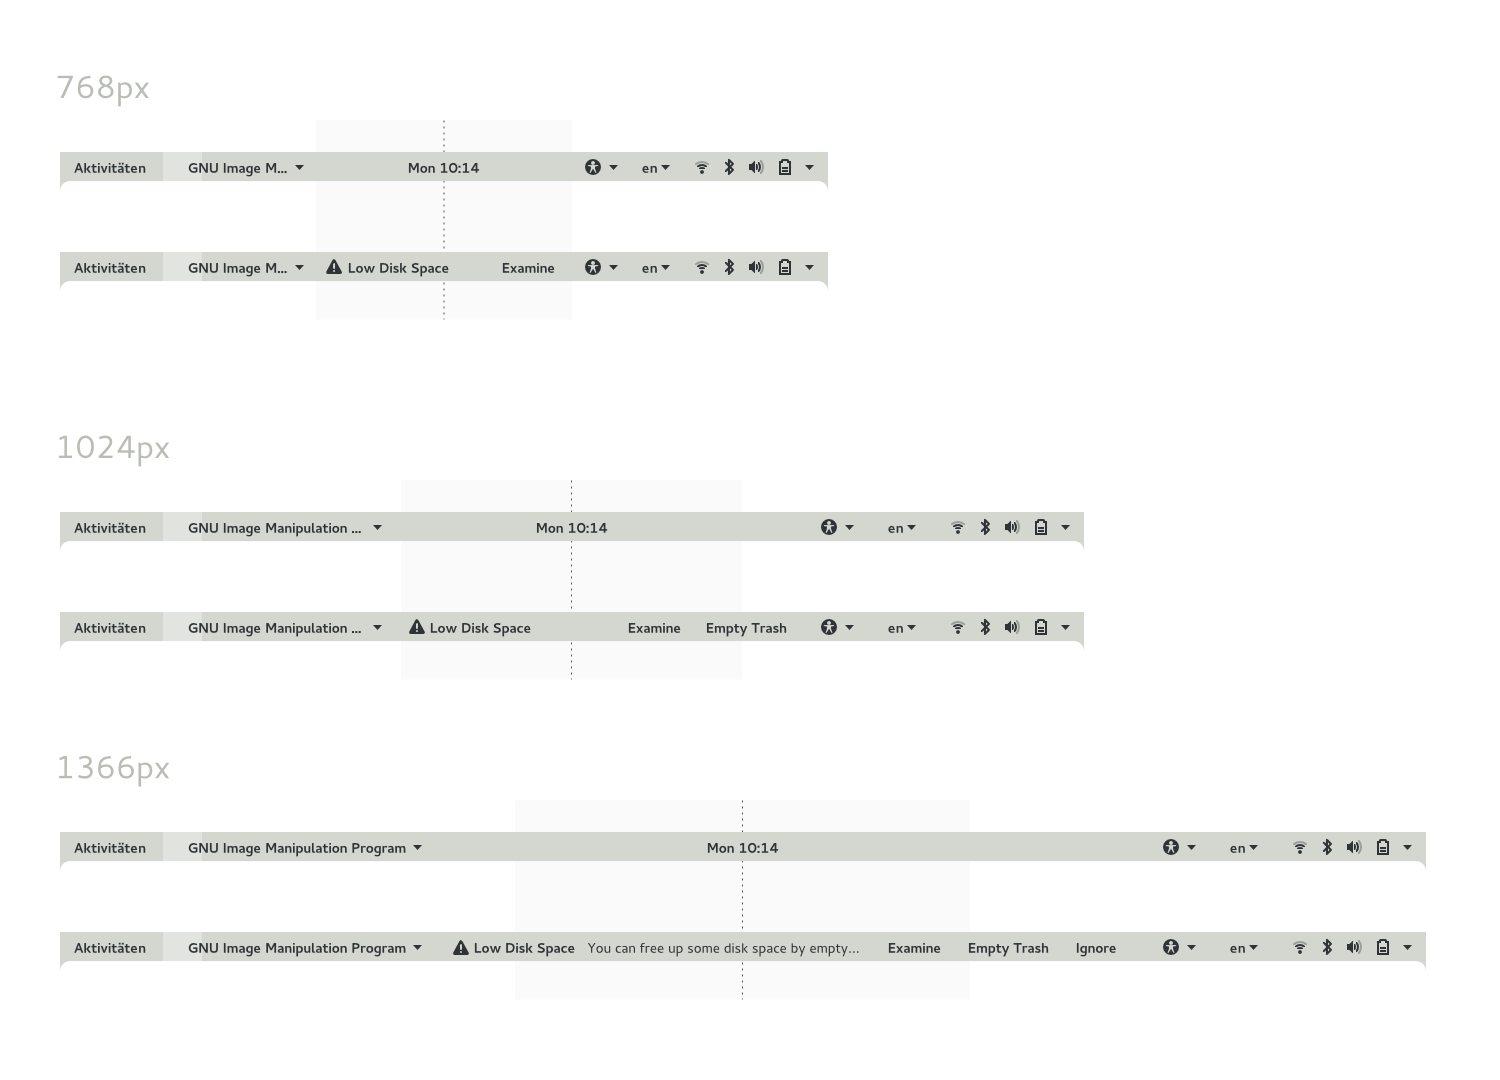 768px
Aktivitäten GNU Image M... Mon 10:14 en
Aktivitäten GNU Image M... Low Disk Space Examine en
1024px
Aktivitäten GNU Image Manipulation ... Mon 10:14 en
Aktivitäten GNU Image Manipulation ... Low Disk Space Examine Empty Trash en
1366px
Aktivitäten GNU Image Manipulation Program Mon 10:14 en
Aktivitäten GNU Image Manipulation Program Low Disk Space You can free up some disk space by empty... Examine Empty Trash Ignore en